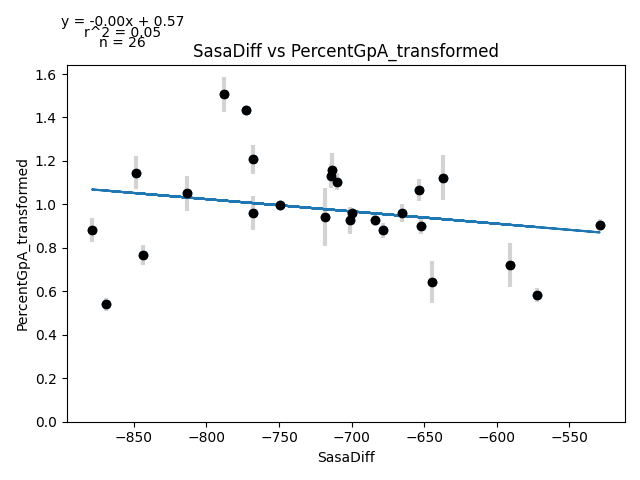 y = -0.00x + 0.57
r^2 = 0.05
n = 26
SasaDiff vs PercentGpA_transformed
1.6
1.4
1.2
1.0
0.8
0.6
0.4
0.2
0.0
PercentGpA_transformed
−850
−800
−750
−700
−650
−600
−550
SasaDiff